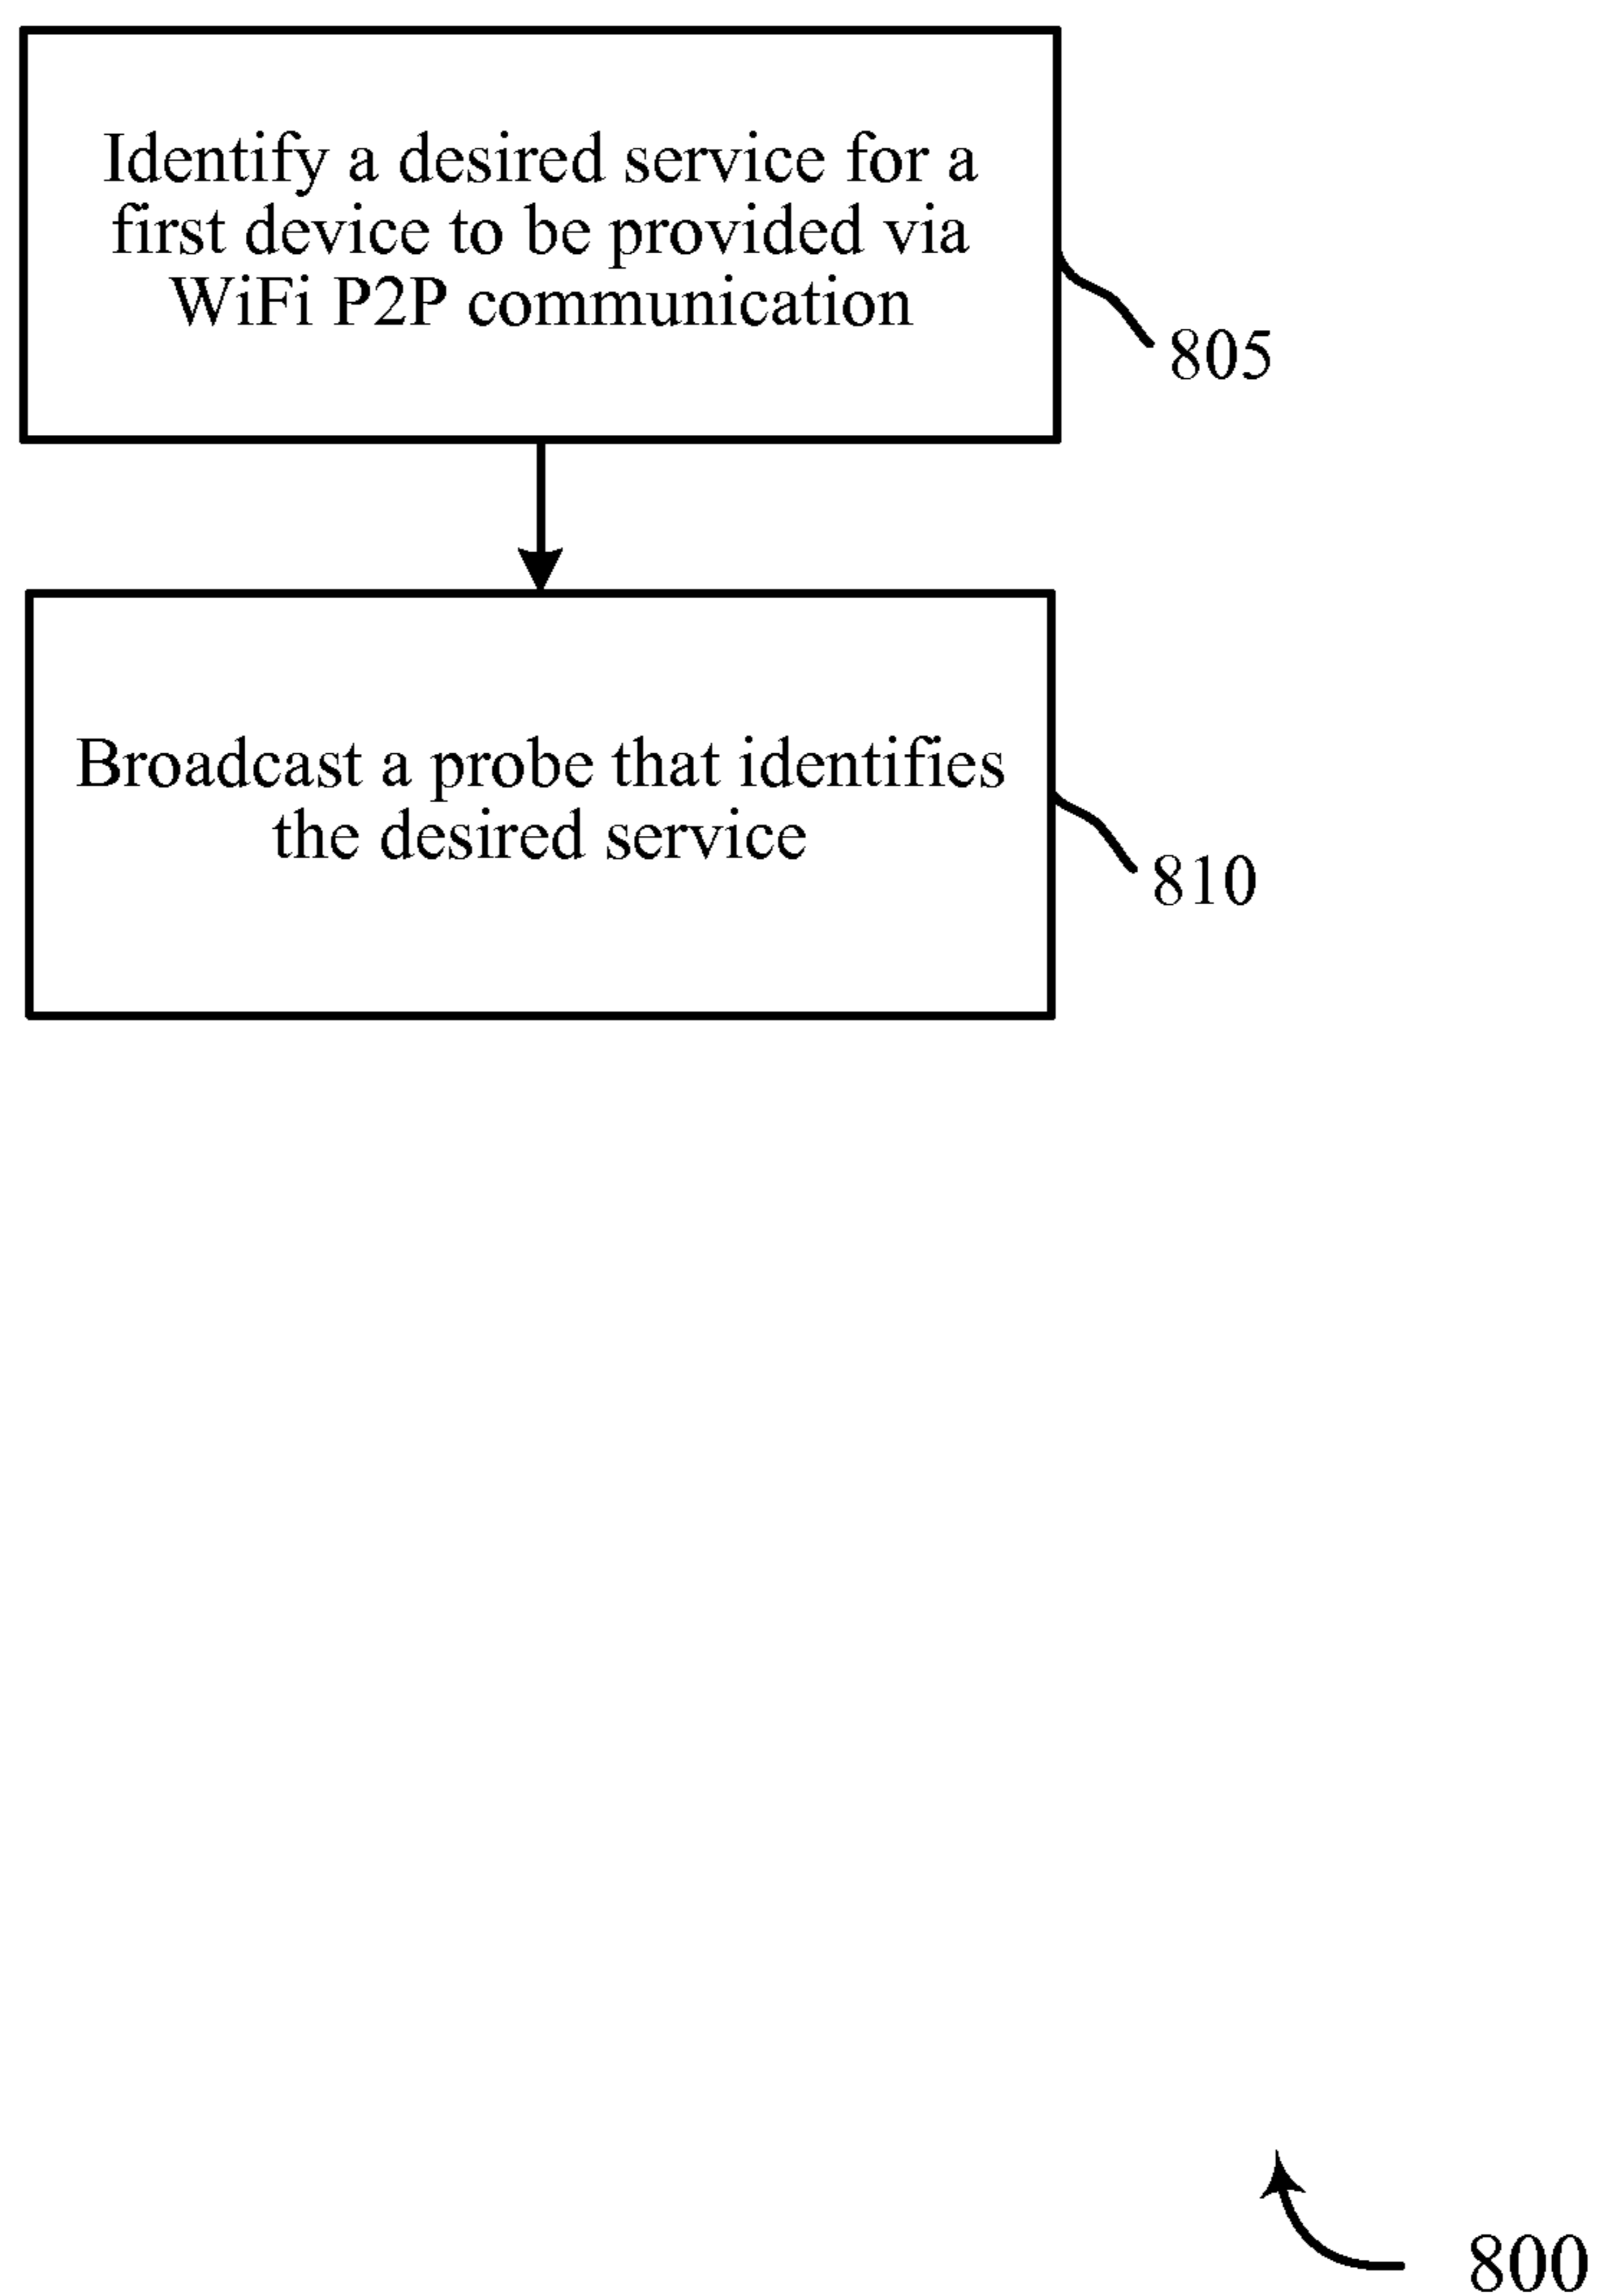 Identify a desired service for a
first device to be provided via
WiFi P2P communication
805
Broadcast a probe that identifies
the desired service
810
800